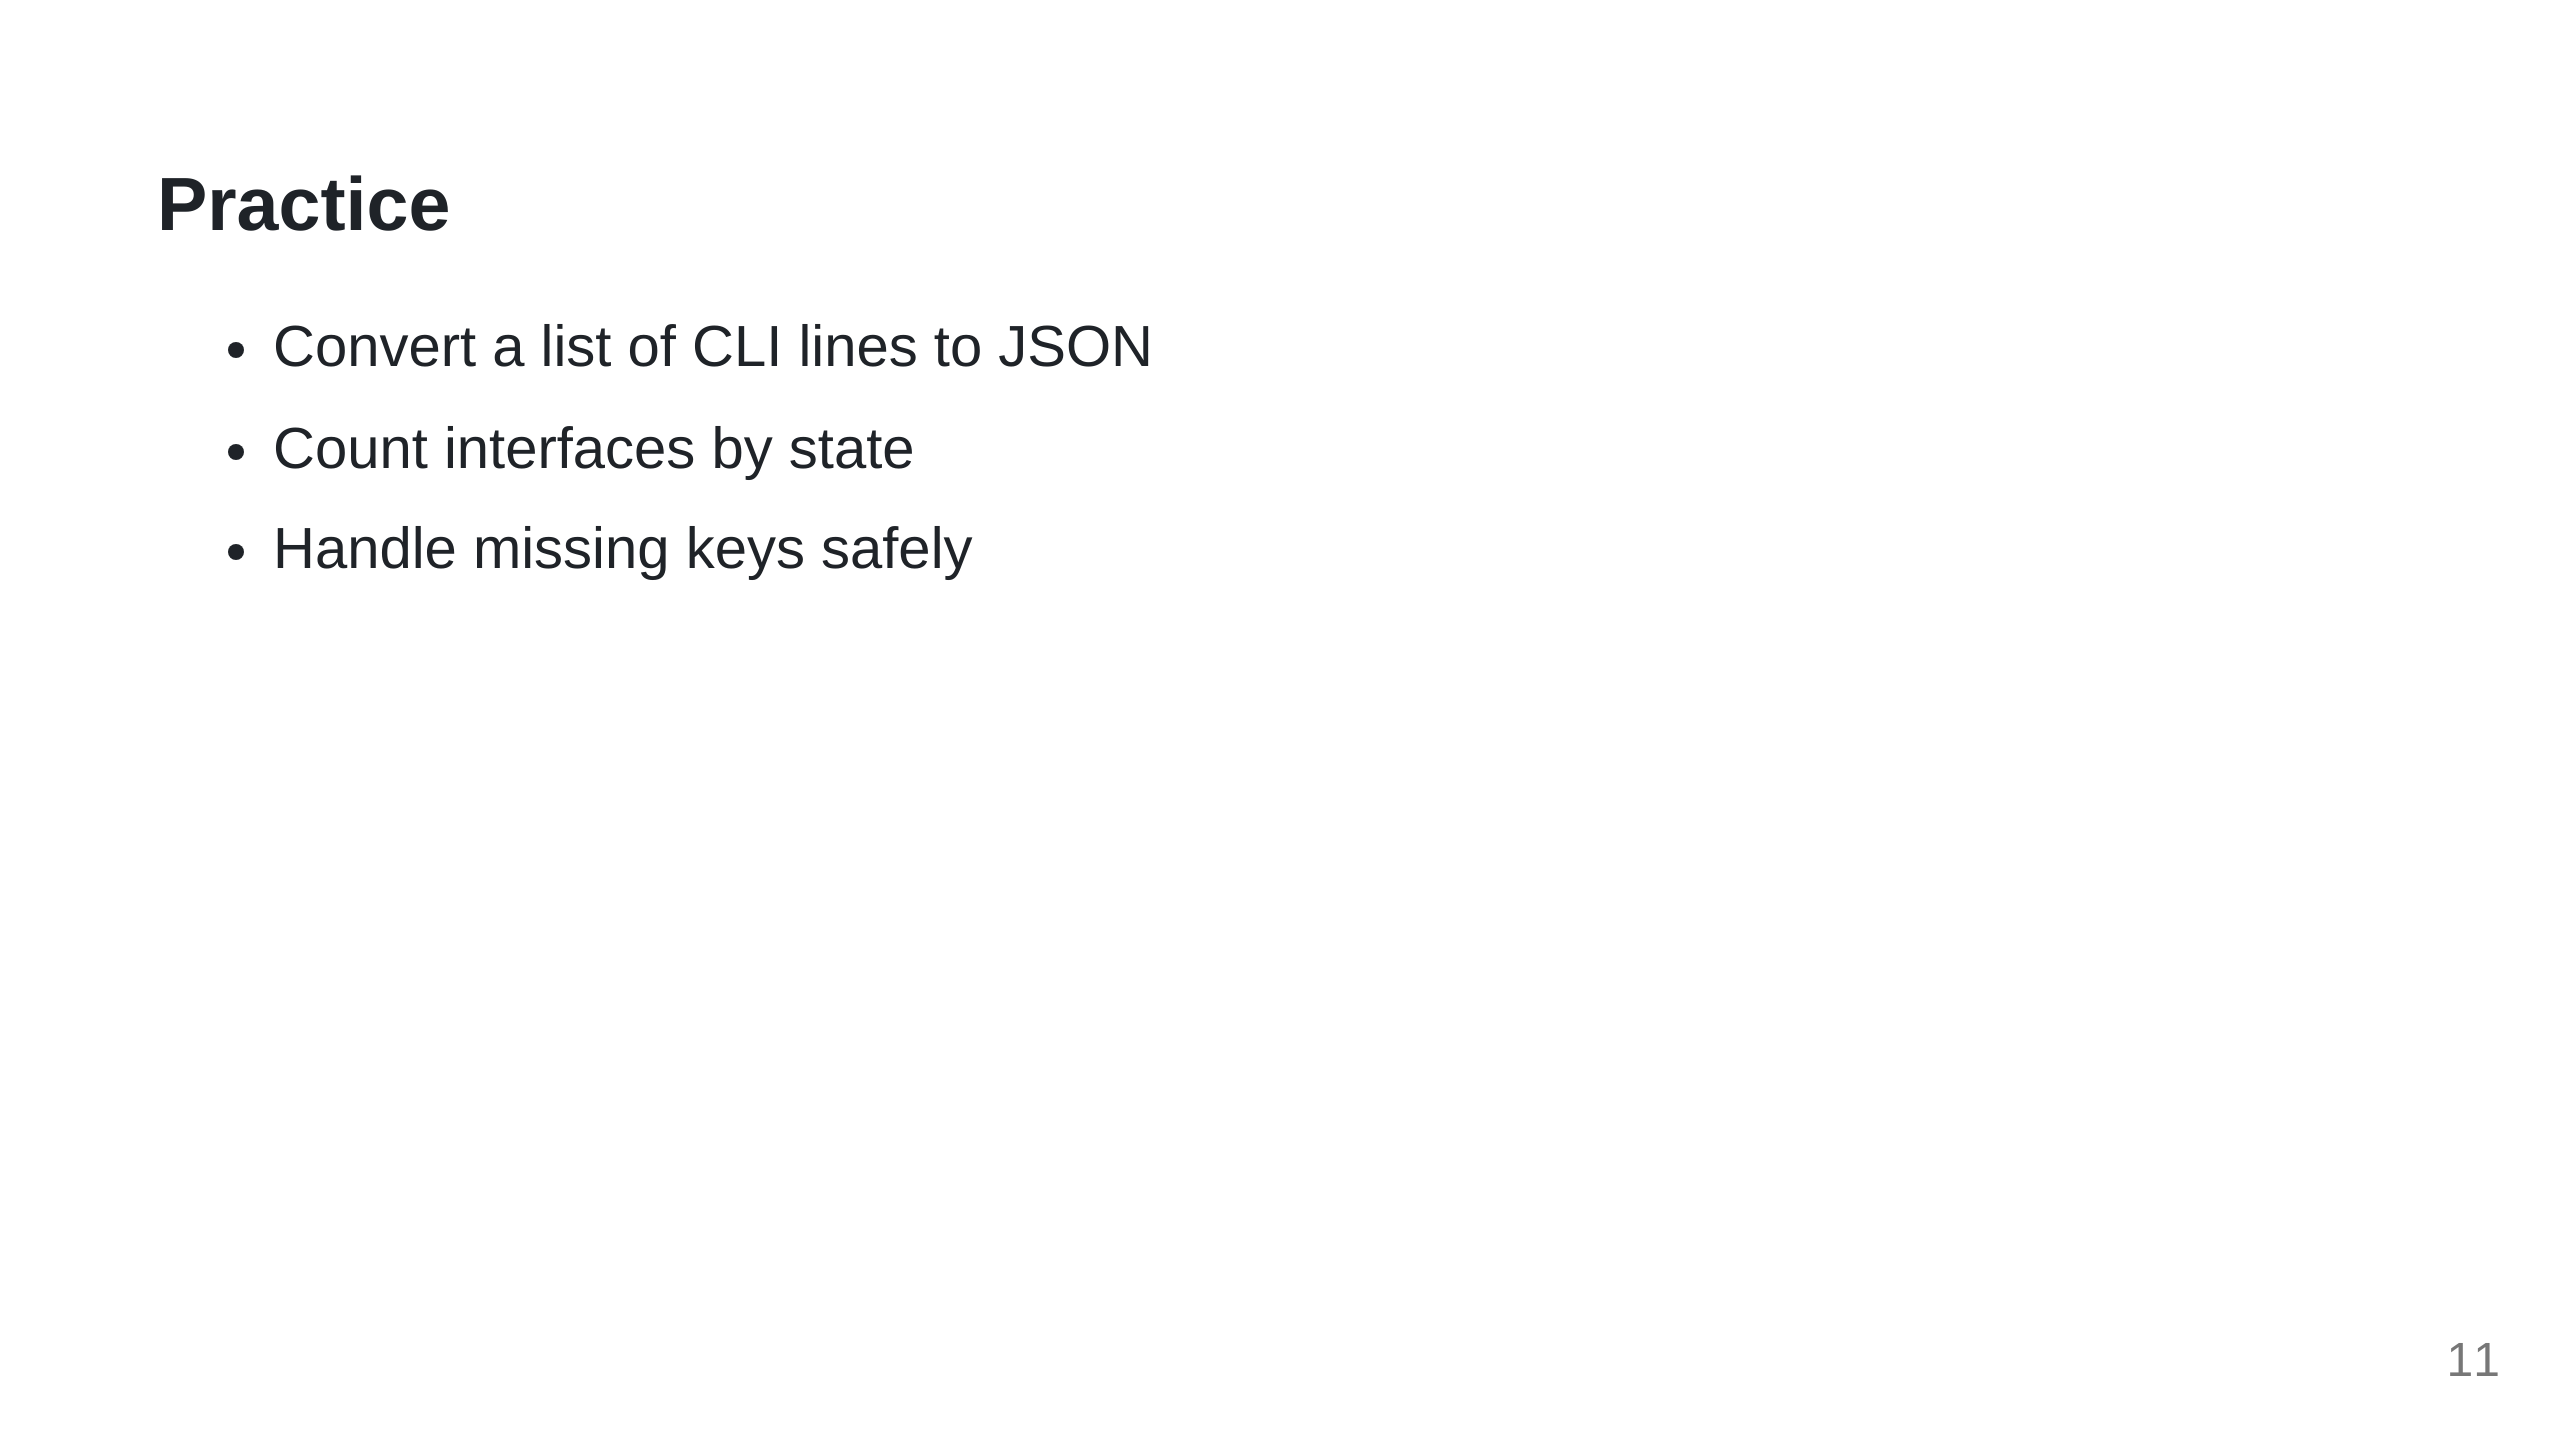 Practice
• Convert a list of CLI lines to JSON
• Count interfaces by state
• Handle missing keys safely
11